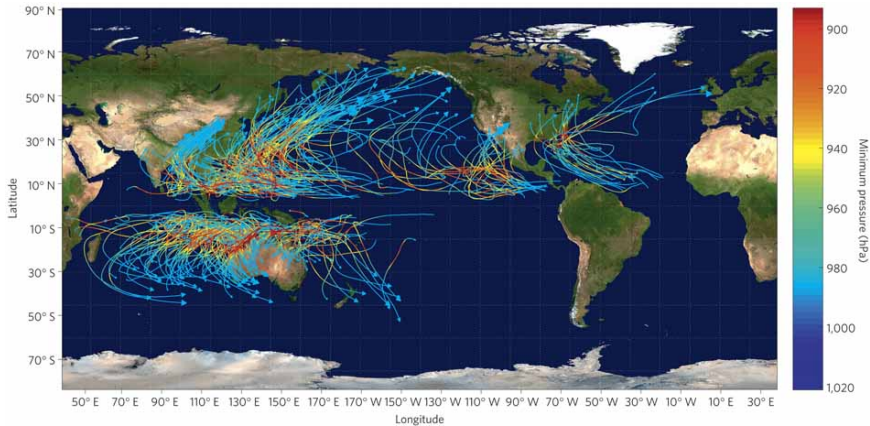 90° N
70° N
50° N
30° N
10° N
10° S
30° S
50° S
70° S
Latitude
50° E 70° E 90° E 110° E 130° E 150° E 170° E 170° W 150° W 130° W 110° W 90° W 70° W 50° W 30° W 10° W 10° E 30° E
Longitude
900
920
940
960
980
1,000
1,020
Minimum pressure (hPa)